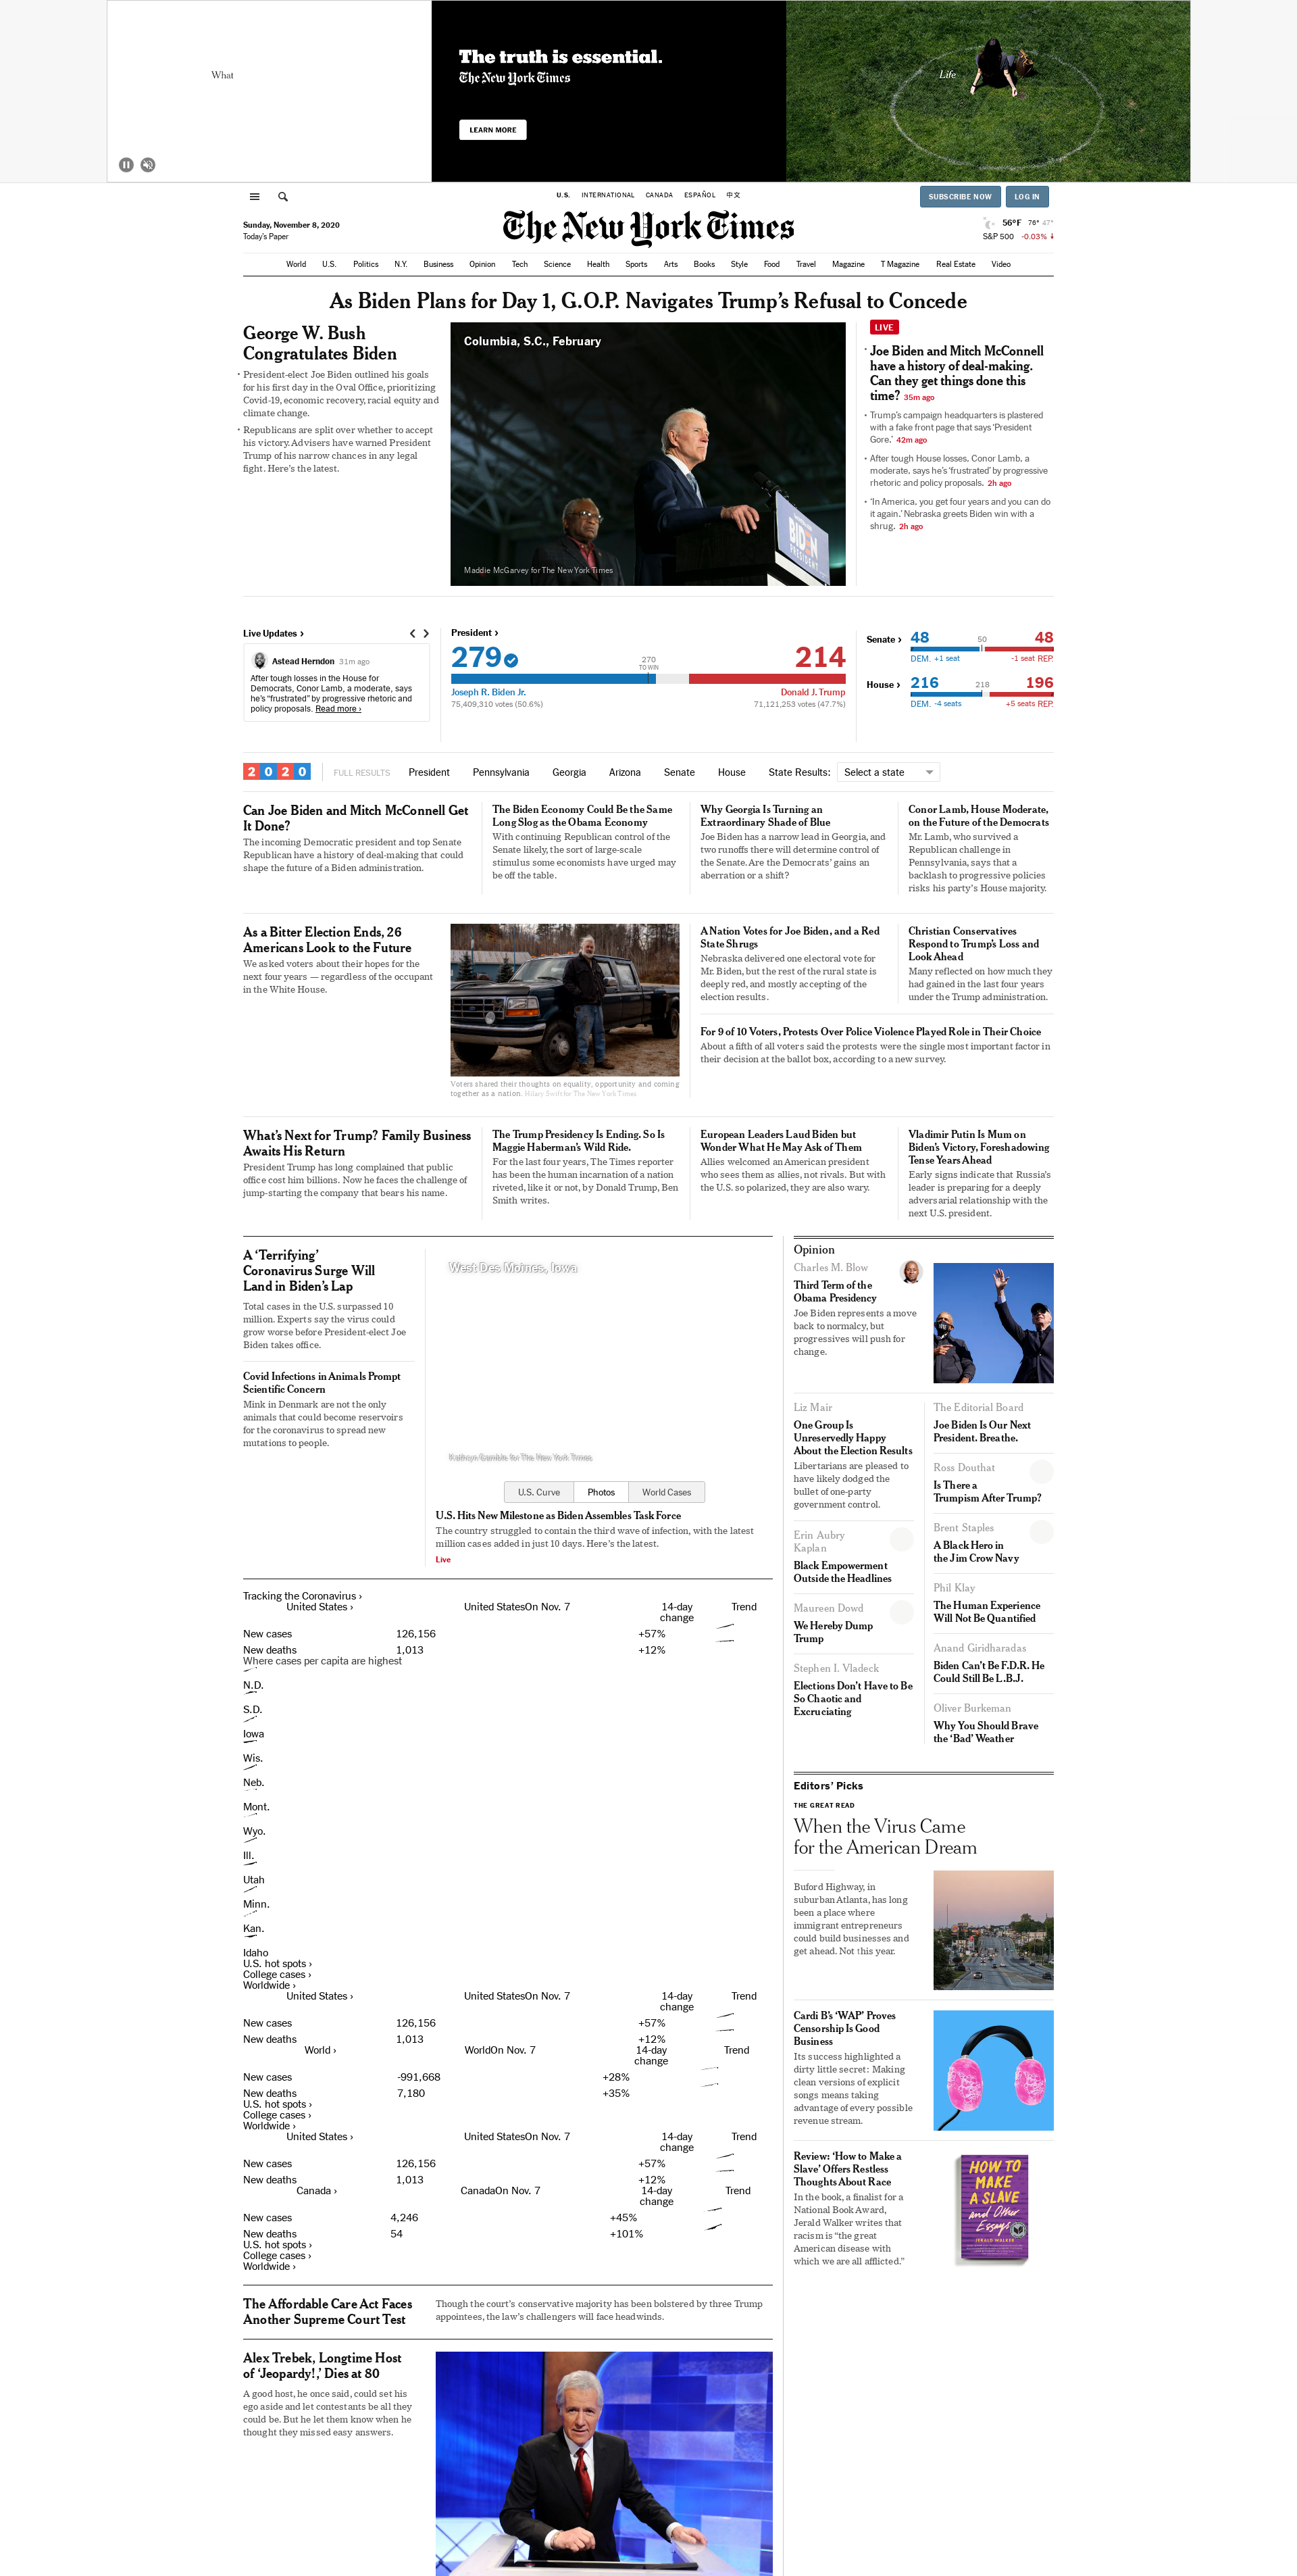 What
The truth is essential.
The New York Times
LEARN MORE
Life
U.S. INTERNATIONAL CANADA ESPAÑOL 中文
SUBSCRIBE NOW LOG IN
Sunday, November 8, 2020
Today's Paper
The New York Times
56°F 76° 47°
S&P 500 -0.03%
World U.S. Politics N.Y. Business Opinion Tech Science Health Sports Arts Books Style Food Travel Magazine T Magazine Real Estate Video
As Biden Plans for Day 1, G.O.P. Navigates Trump's Refusal to Concede
George W. Bush
Congratulates Biden
President-elect Joe Biden outlined his goals
for his first day in the Oval Office, prioritizing
Covid-19, economic recovery, racial equity and
climate change.
Republicans are split over whether to accept
his victory. Advisers have warned President
Trump of his narrow chances in any legal
fight. Here's the latest.
Columbia, S.C., February
BIDEN
PRESIDENT
Maddie McGarvey for The New York Times
LIVE
Joe Biden and Mitch McConnell
have a history of deal-making.
Can they get things done this
time? 35m ago
Trump's campaign headquarters is plastered
with a fake front page that says 'President
Gore.' 42m ago
After tough House losses, Conor Lamb, a
moderate, says he's 'frustrated' by progressive
rhetoric and policy proposals. 2h ago
'In America, you get four years and you can do
it again.' Nebraska greets Biden win with a
shrug. 2h ago
Live Updates ›
Astead Herndon 31m ago
After tough losses in the House for
Democrats, Conor Lamb, a moderate, says
he's "frustrated" by progressive rhetoric and
policy proposals. Read more ›
President ›
279 214
270
TO WIN
Joseph R. Biden Jr. Donald J. Trump
75,409,310 votes (50.6%) 71,121,253 votes (47.7%)
Senate › 48 50 48
DEM. +1 seat -1 seat REP.
House › 216 218 196
DEM. -4 seats +5 seats REP.
2020 FULL RESULTS President Pennsylvania Georgia Arizona Senate House State Results: Select a state
Can Joe Biden and Mitch McConnell Get
It Done?
The incoming Democratic president and top Senate
Republican have a history of deal-making that could
shape the future of a Biden administration.
The Biden Economy Could Be the Same
Long Slog as the Obama Economy
With continuing Republican control of the
Senate likely, the sort of large-scale
stimulus some economists have urged may
be off the table.
Why Georgia Is Turning an
Extraordinary Shade of Blue
Joe Biden has a narrow lead in Georgia, and
two runoffs there will determine control of
the Senate. Are the Democrats' gains an
aberration or a shift?
Conor Lamb, House Moderate,
on the Future of the Democrats
Mr. Lamb, who survived a
Republican challenge in
Pennsylvania, says that a
backlash to progressive policies
risks his party's House majority.
As a Bitter Election Ends, 26
Americans Look to the Future
We asked voters about their hopes for the
next four years — regardless of the occupant
in the White House.
Voters shared their thoughts on equality, opportunity and coming
together as a nation. Hilary Swift for The New York Times
A Nation Votes for Joe Biden, and a Red
State Shrugs
Nebraska delivered one electoral vote for
Mr. Biden, but the rest of the rural state is
deeply red, and mostly accepting of the
election results.
Christian Conservatives
Respond to Trump's Loss and
Look Ahead
Many reflected on how much they
had gained in the last four years
under the Trump administration.
For 9 of 10 Voters, Protests Over Police Violence Played Role in Their Choice
About a fifth of all voters said the protests were the single most important factor in
their decision at the ballot box, according to a new survey.
What's Next for Trump? Family Business
Awaits His Return
President Trump has long complained that public
office cost him billions. Now he faces the challenge of
jump-starting the company that bears his name.
The Trump Presidency Is Ending. So Is
Maggie Haberman's Wild Ride.
For the last four years, The Times reporter
has been the human incarnation of a nation
riveted, like it or not, by Donald Trump, Ben
Smith writes.
European Leaders Laud Biden but
Wonder What He May Ask of Them
Allies welcomed an American president
who sees them as allies, not rivals. But with
the U.S. so polarized, they are also wary.
Vladimir Putin Is Mum on
Biden's Victory, Foreshadowing
Tense Years Ahead
Early signs indicate that Russia's
leader is preparing for a deeply
adversarial relationship with the
next U.S. president.
A 'Terrifying'
Coronavirus Surge Will
Land in Biden's Lap
Total cases in the U.S. surpassed 10
million. Experts say the virus could
grow worse before President-elect Joe
Biden takes office.
Covid Infections in Animals Prompt
Scientific Concern
Mink in Denmark are not the only
animals that could become reservoirs
for the coronavirus to spread new
mutations to people.
West Des Moines, Iowa
Kathryn Gamble for The New York Times
U.S. Curve Photos World Cases
U.S. Hits New Milestone as Biden Assembles Task Force
The country struggled to contain the third wave of infection, with the latest
million cases added in just 10 days. Here's the latest.
Live
Tracking the Coronavirus ›
United States › United StatesOn Nov. 7 14-day change Trend
New cases 126,156 +57%
New deaths 1,013 +12%
Where cases per capita are highest
N.D.
S.D.
Iowa
Wis.
Neb.
Mont.
Wyo.
Ill.
Utah
Minn.
Kan.
Idaho
U.S. hot spots ›
College cases ›
Worldwide ›
United States › United StatesOn Nov. 7 14-day change Trend
New cases 126,156 +57%
New deaths 1,013 +12%
World › WorldOn Nov. 7 14-day change Trend
New cases -991,668 +28%
New deaths 7,180 +35%
U.S. hot spots ›
College cases ›
Worldwide ›
United States › United StatesOn Nov. 7 14-day change Trend
New cases 126,156 +57%
New deaths 1,013 +12%
Canada › CanadaOn Nov. 7 14-day change Trend
New cases 4,246 +45%
New deaths 54 +101%
U.S. hot spots ›
College cases ›
Worldwide ›
The Affordable Care Act Faces
Another Supreme Court Test
Though the court's conservative majority has been bolstered by three Trump
appointees, the law's challengers will face headwinds.
Alex Trebek, Longtime Host
of 'Jeopardy!,' Dies at 80
A good host, he once said, could set his
ego aside and let contestants be all they
could be. But he let them know when he
thought they missed easy answers.
Opinion
Charles M. Blow
Third Term of the
Obama Presidency
Joe Biden represents a move
back to normalcy, but
progressives will push for
change.
Liz Mair
One Group Is
Unreservedly Happy
About the Election Results
Libertarians are pleased to
have likely dodged the
bullet of one-party
government control.
Erin Aubry
Kaplan
Black Empowerment
Outside the Headlines
Maureen Dowd
We Hereby Dump
Trump
Stephen I. Vladeck
Elections Don't Have to Be
So Chaotic and
Excruciating
The Editorial Board
Joe Biden Is Our Next
President. Breathe.
Ross Douthat
Is There a
Trumpism After Trump?
Brent Staples
A Black Hero in
the Jim Crow Navy
Phil Klay
The Human Experience
Will Not Be Quantified
Anand Giridharadas
Biden Can't Be F.D.R. He
Could Still Be L.B.J.
Oliver Burkeman
Why You Should Brave
the 'Bad' Weather
Editors' Picks
THE GREAT READ
When the Virus Came
for the American Dream
Buford Highway, in
suburban Atlanta, has long
been a place where
immigrant entrepreneurs
could build businesses and
get ahead. Not this year.
Cardi B's 'WAP' Proves
Censorship Is Good
Business
Its success highlighted a
dirty little secret: Making
clean versions of explicit
songs means taking
advantage of every possible
revenue stream.
Review: 'How to Make a
Slave' Offers Restless
Thoughts About Race
In the book, a finalist for a
National Book Award,
Jerald Walker writes that
racism is "the great
American disease with
which we are all afflicted."
HOW TO
MAKE
A SLAVE
and Other
Essays
JERALD WALKER